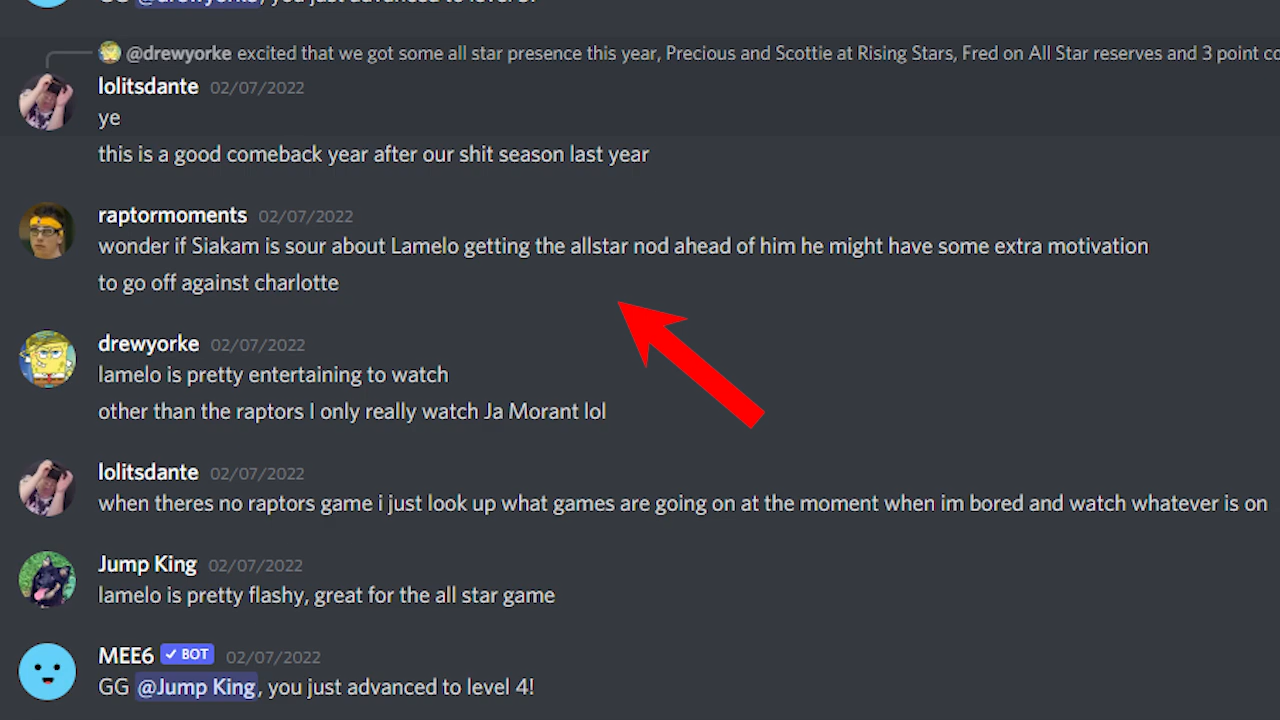 GG @drewyorke, you just advanced to level 3!
@drewyorke excited that we got some all star presence this year, Precious and Scottie at Rising Stars, Fred on All Star reserves and 3 point
lolitsdante 02/07/2022
ye
this is a good comeback year after our shit season last year
raptormoments 02/07/2022
wonder if Siakam is sour about Lamelo getting the allstar nod ahead of him he might have some extra motivation
to go off against charlotte
drewyorke 02/07/2022
lamelo is pretty entertaining to watch
other than the raptors I only really watch Ja Morant lol
lolitsdante 02/07/2022
when theres no raptors game i just look up what games are going on at the moment when im bored and watch whatever is on
Jump King 02/07/2022
lamelo is pretty flashy, great for the all star game
MEE6 BOT 02/07/2022
GG @Jump King, you just advanced to level 4!